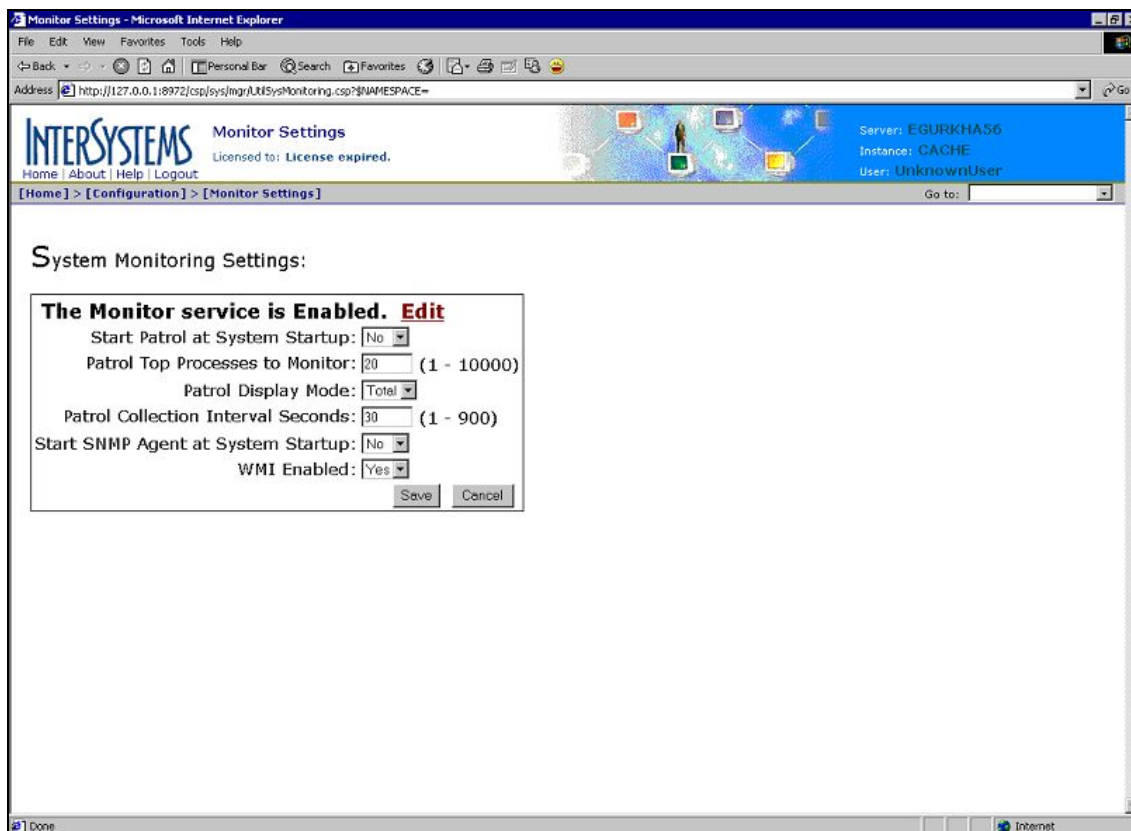 Monitor Settings - Microsoft Internet Explorer
File Edit View Favorites Tools Help
Back Personal Bar Search Favorites
Address http://127.0.0.1:8972/csp/sys/mgr/UtilSysMonitoring.csp?$NAMESPACE= Go
INTERSYSTEMS
Monitor Settings
Licensed to: License expired.
Home | About | Help | Logout
Server: EGURKHA56
Instance: CACHE
User: UnknownUser
[Home] > [Configuration] > [Monitor Settings] Go to:
System Monitoring Settings:
The Monitor service is Enabled. Edit
Start Patrol at System Startup: No
Patrol Top Processes to Monitor: 20 (1 - 10000)
Patrol Display Mode: Total
Patrol Collection Interval Seconds: 30 (1 - 900)
Start SNMP Agent at System Startup: No
WMI Enabled: Yes
Save Cancel
Done Internet